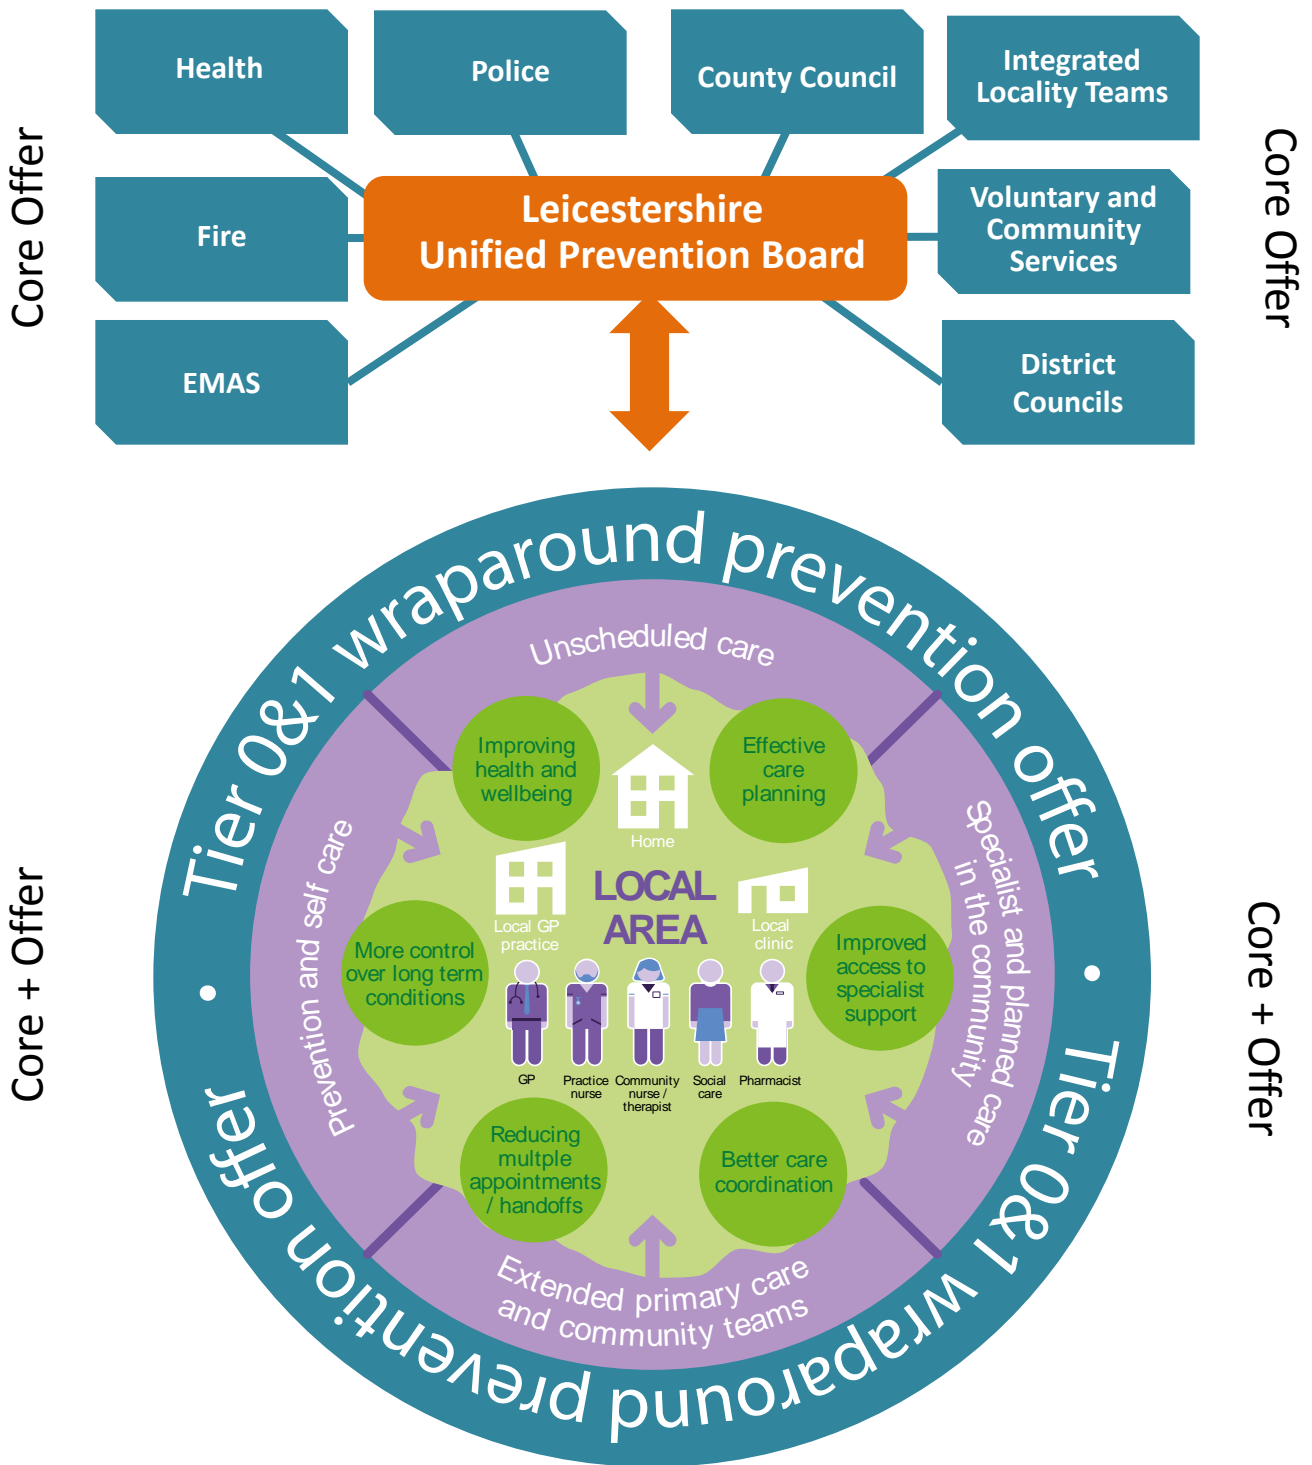 Health
Police
County Council
Integrated
Locality Teams
Core Offer
Core Offer
Fire
Leicestershire
Unified Prevention Board
Voluntary and
Community
Services
EMAS
District
Councils
Tier 0&1 wraparound prevention offer
Unscheduled care
Improving
health and
wellbeing
Effective
care
planning
Home
Prevention and self care
Specialist and planned care
in the community
Local GP
practice
LOCAL
AREA
Local
clinic
Core + Offer
Core + Offer
More control
over long term
conditions
Improved
access to
specialist
support
GP
Practice
nurse
Community
nurse /
therapist
Social
care
Pharmacist
Reducing
multple
appointments
/ handoffs
Better care
coordination
Extended primary care
and community teams
Tier 0&1 wraparound prevention offer